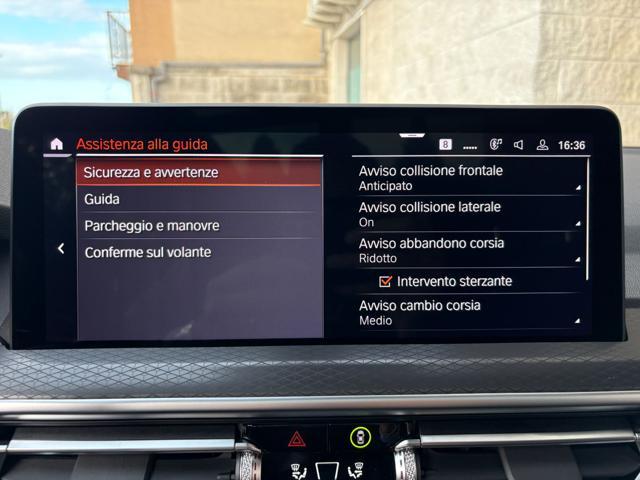 Assistenza alla guida
8
16:36
Sicurezza e avvertenze
Guida
Parcheggio e manovre
Conferme sul volante
Avviso collisione frontale
Anticipato
Avviso collisione laterale
On
Avviso abbandono corsia
Ridotto
Intervento sterzante
Avviso cambio corsia
Medio